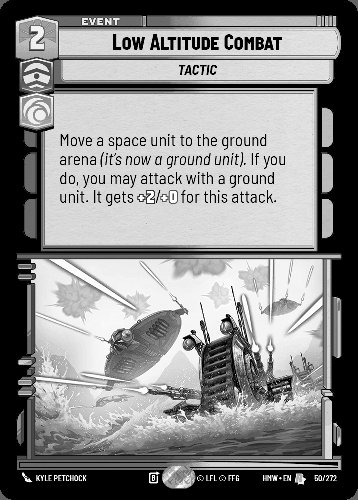 EVENT
2
LOW ALTITUDE COMBAT
TACTIC
Move a space unit to the ground
arena (it's now a ground unit). If you
do, you may attack with a ground
unit. It gets +2/+0 for this attack.
KYLE PETCHOCK
© LFL © FFG
HMW • EN
50/272